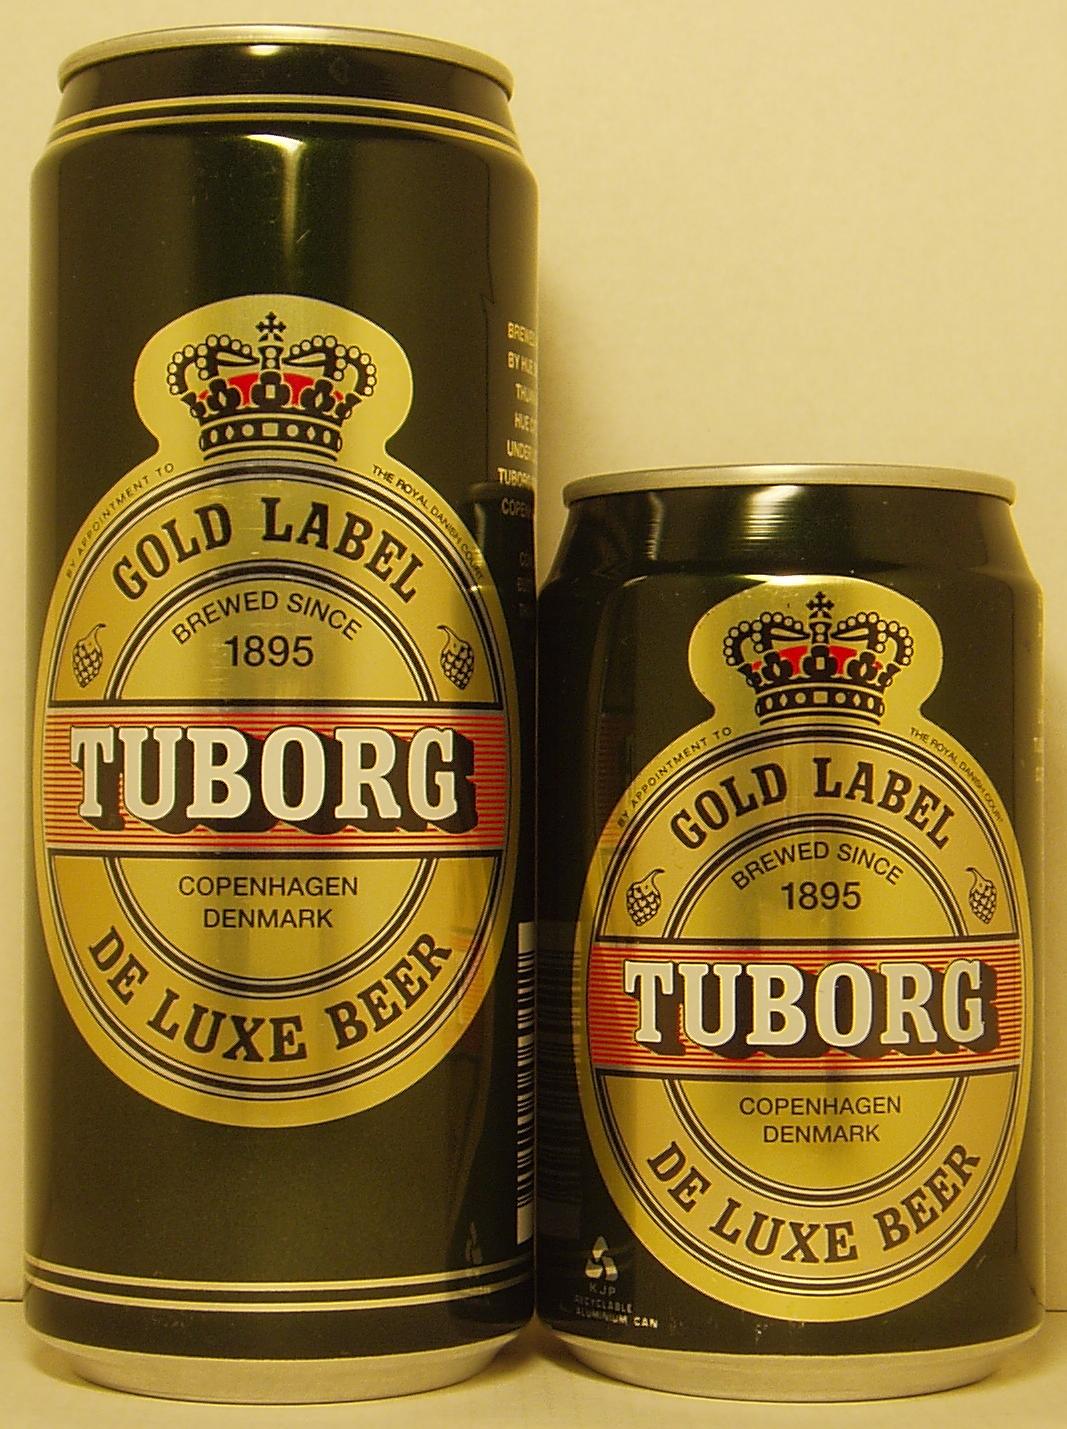 BY APPOINTMENT TO THE ROYAL DANISH COURT
GOLD LABEL
BREWED SINCE
1895
TUBORG
COPENHAGEN
DENMARK
DE LUXE BEER
BY
HUE
BY APPOINTMENT TO THE ROYAL DANISH COURT
GOLD LABEL
BREWED SINCE
1895
TUBORG
COPENHAGEN
DENMARK
DE LUXE BEER
KJP
RECYCLABLE
ALUMINIUM CAN